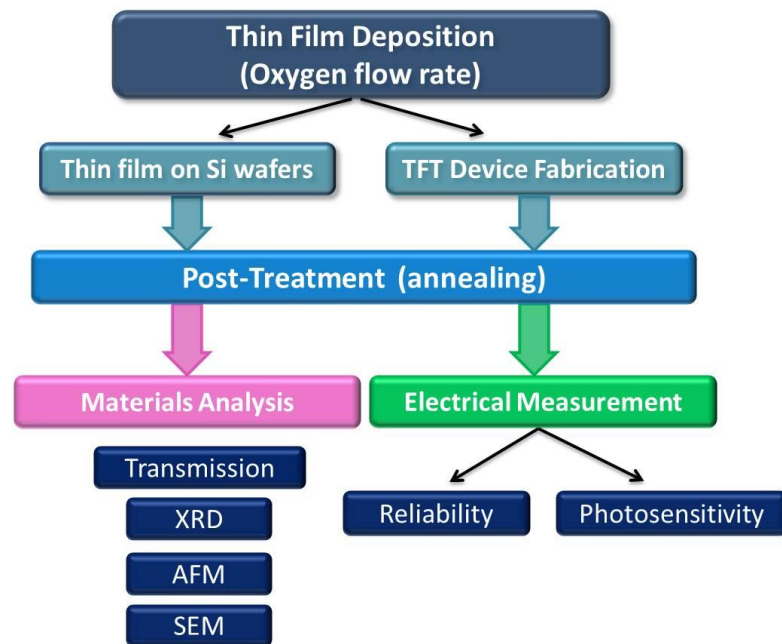 Thin Film Deposition
(Oxygen flow rate)
Thin film on Si wafers
TFT Device Fabrication
Post-Treatment (annealing)
Materials Analysis
Electrical Measurement
Transmission
XRD
AFM
SEM
Reliability
Photosensitivity